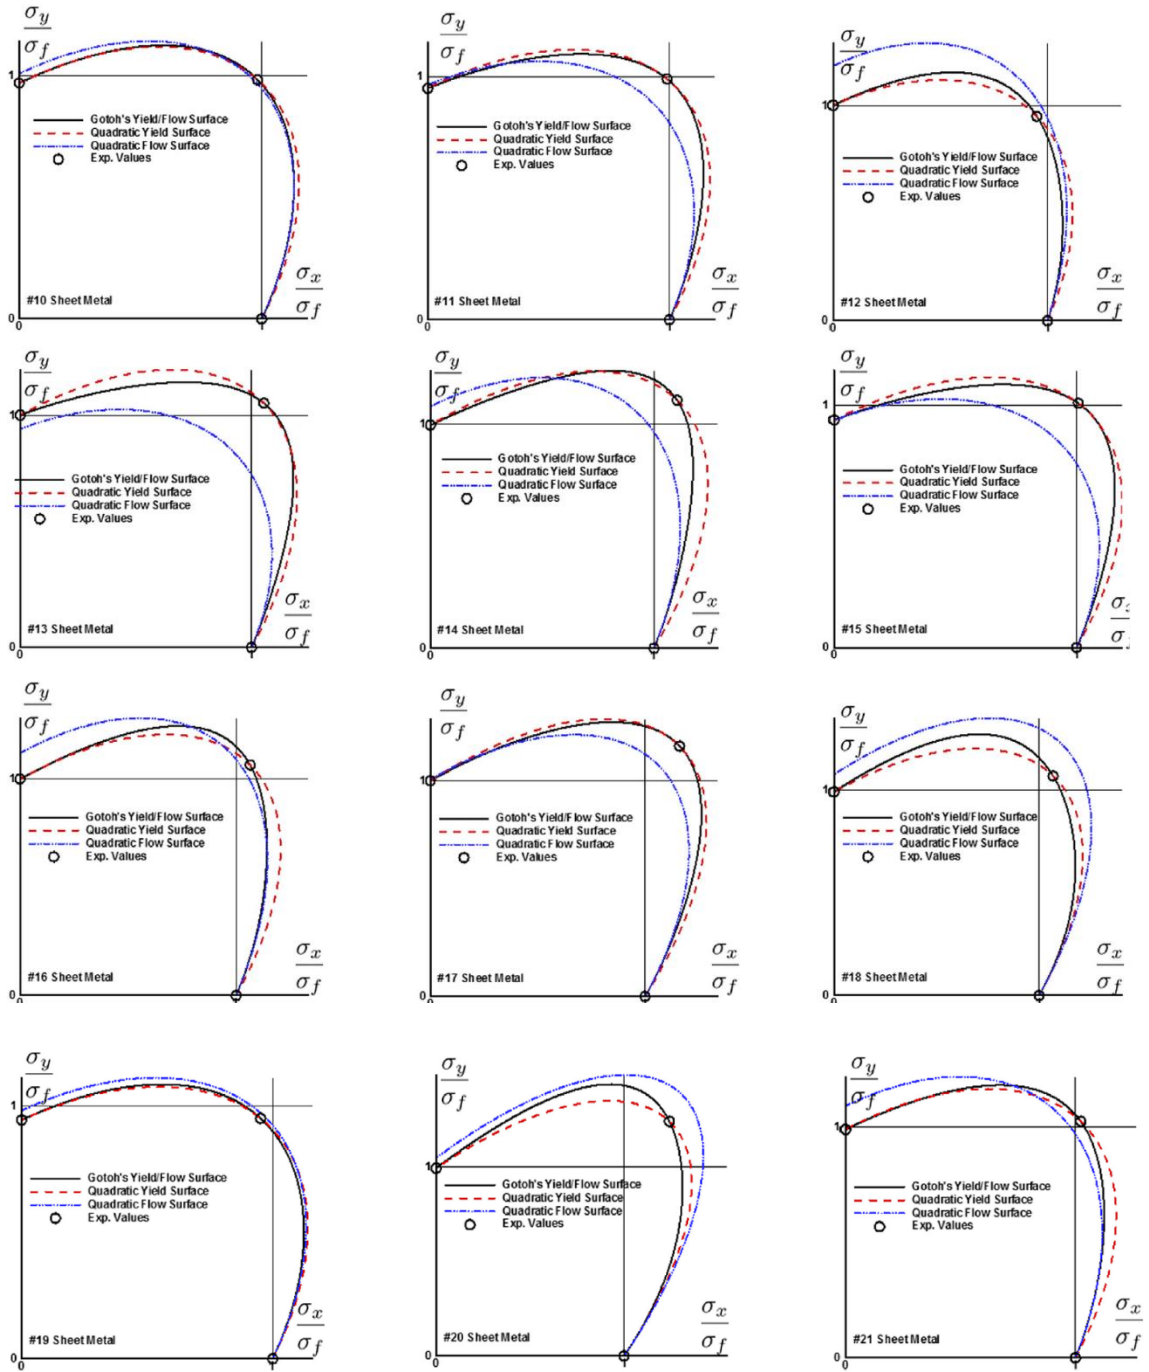 σy
σf
1
Gotoh's Yield/Flow Surface
Quadratic Yield Surface
Quadratic Flow Surface
Exp. Values
σx
σf
#10 Sheet Metal
0
0
σy
σf
1
Gotoh's Yield/Flow Surface
Quadratic Yield Surface
Quadratic Flow Surface
Exp. Values
σx
σf
#11 Sheet Metal
0
0
σy
σf
1
Gotoh's Yield/Flow Surface
Quadratic Yield Surface
Quadratic Flow Surface
Exp. Values
σx
σf
#12 Sheet Metal
0
0
σy
σf
1
Gotoh's Yield/Flow Surface
Quadratic Yield Surface
Quadratic Flow Surface
Exp. Values
σx
σf
#13 Sheet Metal
0
0
σy
σf
1
Gotoh's Yield/Flow Surface
Quadratic Yield Surface
Quadratic Flow Surface
Exp. Values
σx
σf
#14 Sheet Metal
0
0
σy
σf
1
Gotoh's Yield/Flow Surface
Quadratic Yield Surface
Quadratic Flow Surface
Exp. Values
σ
σ
#15 Sheet Metal
0
0
σy
σf
1
Gotoh's Yield/Flow Surface
Quadratic Yield Surface
Quadratic Flow Surface
Exp. Values
σx
σf
#16 Sheet Metal
0
0
σy
σf
1
Gotoh's Yield/Flow Surface
Quadratic Yield Surface
Quadratic Flow Surface
Exp. Values
σx
σf
#17 Sheet Metal
0
0
σy
σf
1
Gotoh's Yield/Flow Surface
Quadratic Yield Surface
Quadratic Flow Surface
Exp. Values
σx
σf
#18 Sheet Metal
0
0
σy
σf
1
Gotoh's Yield/Flow Surface
Quadratic Yield Surface
Quadratic Flow Surface
Exp. Values
σx
σf
#19 Sheet Metal
0
0
σy
σf
1
Gotoh's Yield/Flow Surface
Quadratic Yield Surface
Quadratic Flow Surface
Exp. Values
σx
σf
#20 Sheet Metal
0
0
σy
σf
1
Gotoh's Yield/Flow Surface
Quadratic Yield Surface
Quadratic Flow Surface
Exp. Values
σx
σf
#21 Sheet Metal
0
0